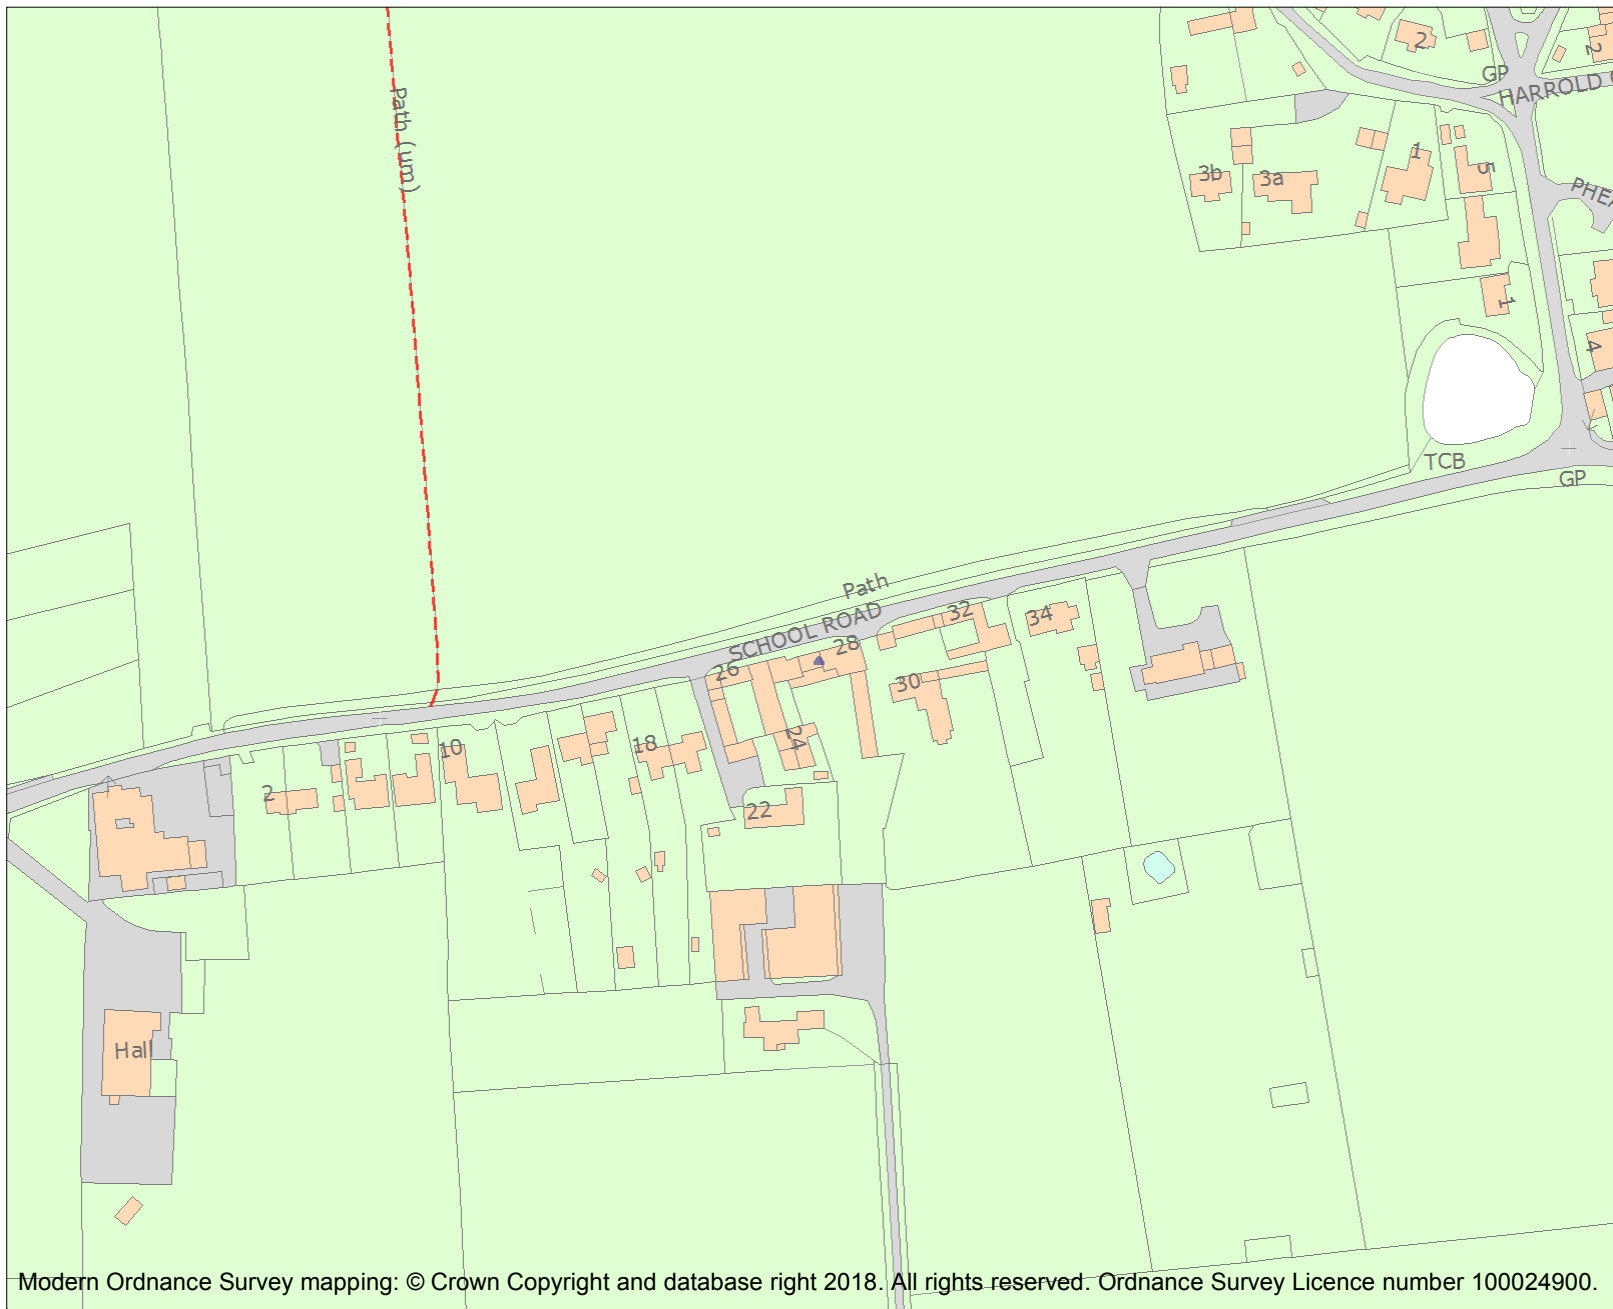 2
GP
2
HARROLD
Path (um)
3b
3a
1
5
1
4
TCB
GP
Path
SCHOOL ROAD
32
34
28
26
30
24
18
10
2
22
Hall
Modern Ordnance Survey mapping: © Crown Copyright and database right 2018. All rights reserved. Ordnance Survey Licence number 100024900.